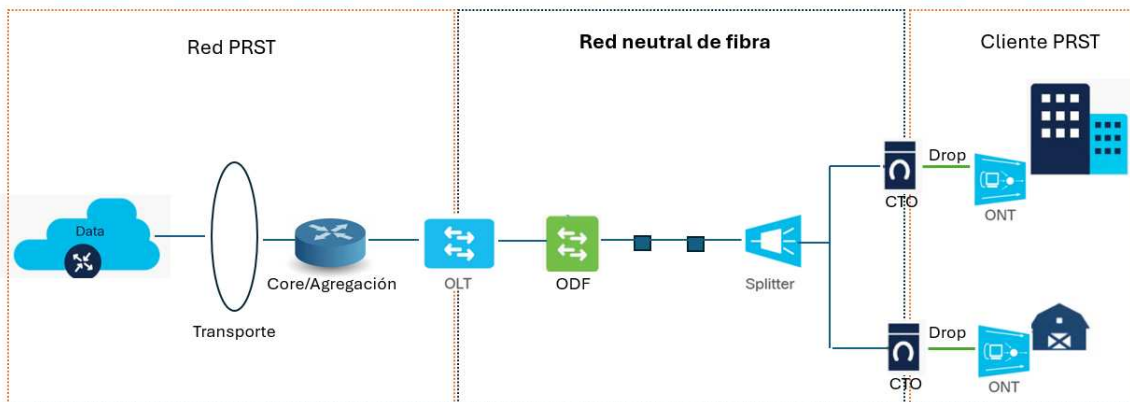 Red PRST
Red neutral de fibra
Cliente PRST
Data
Transporte
Core/Agregación
OLT
ODF
Splitter
CTO
Drop
ONT
CTO
Drop
ONT